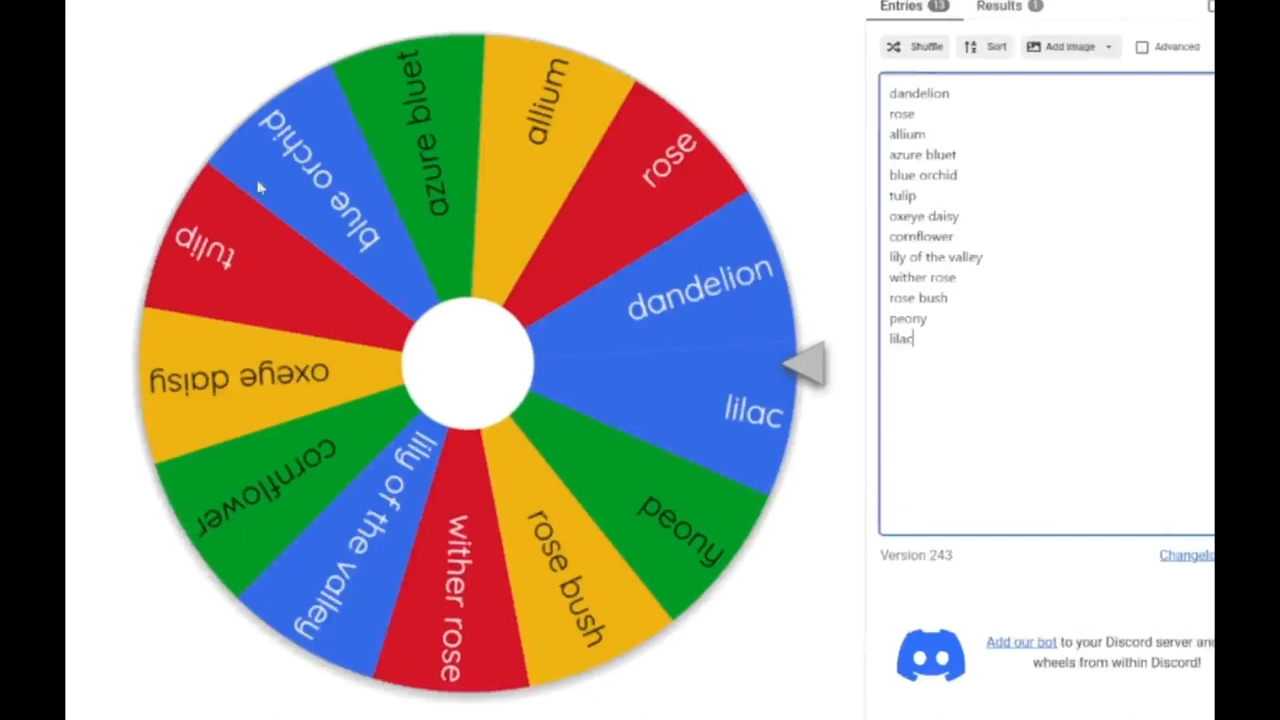 Entries 13 Results 1
Shuffle Sort Add image Advanced
dandelion
rose
allium
azure bluet
blue orchid
tulip
oxeye daisy
cornflower
lily of the valley
wither rose
rose bush
peony
lilac
Version 243
Changelo
Add our bot to your Discord server and
wheels from within Discord!
azure bluet
allium
rose
dandelion
lilac
peony
rose bush
wither rose
lily of the valley
cornflower
oxeye daisy
tulip
blue orchid